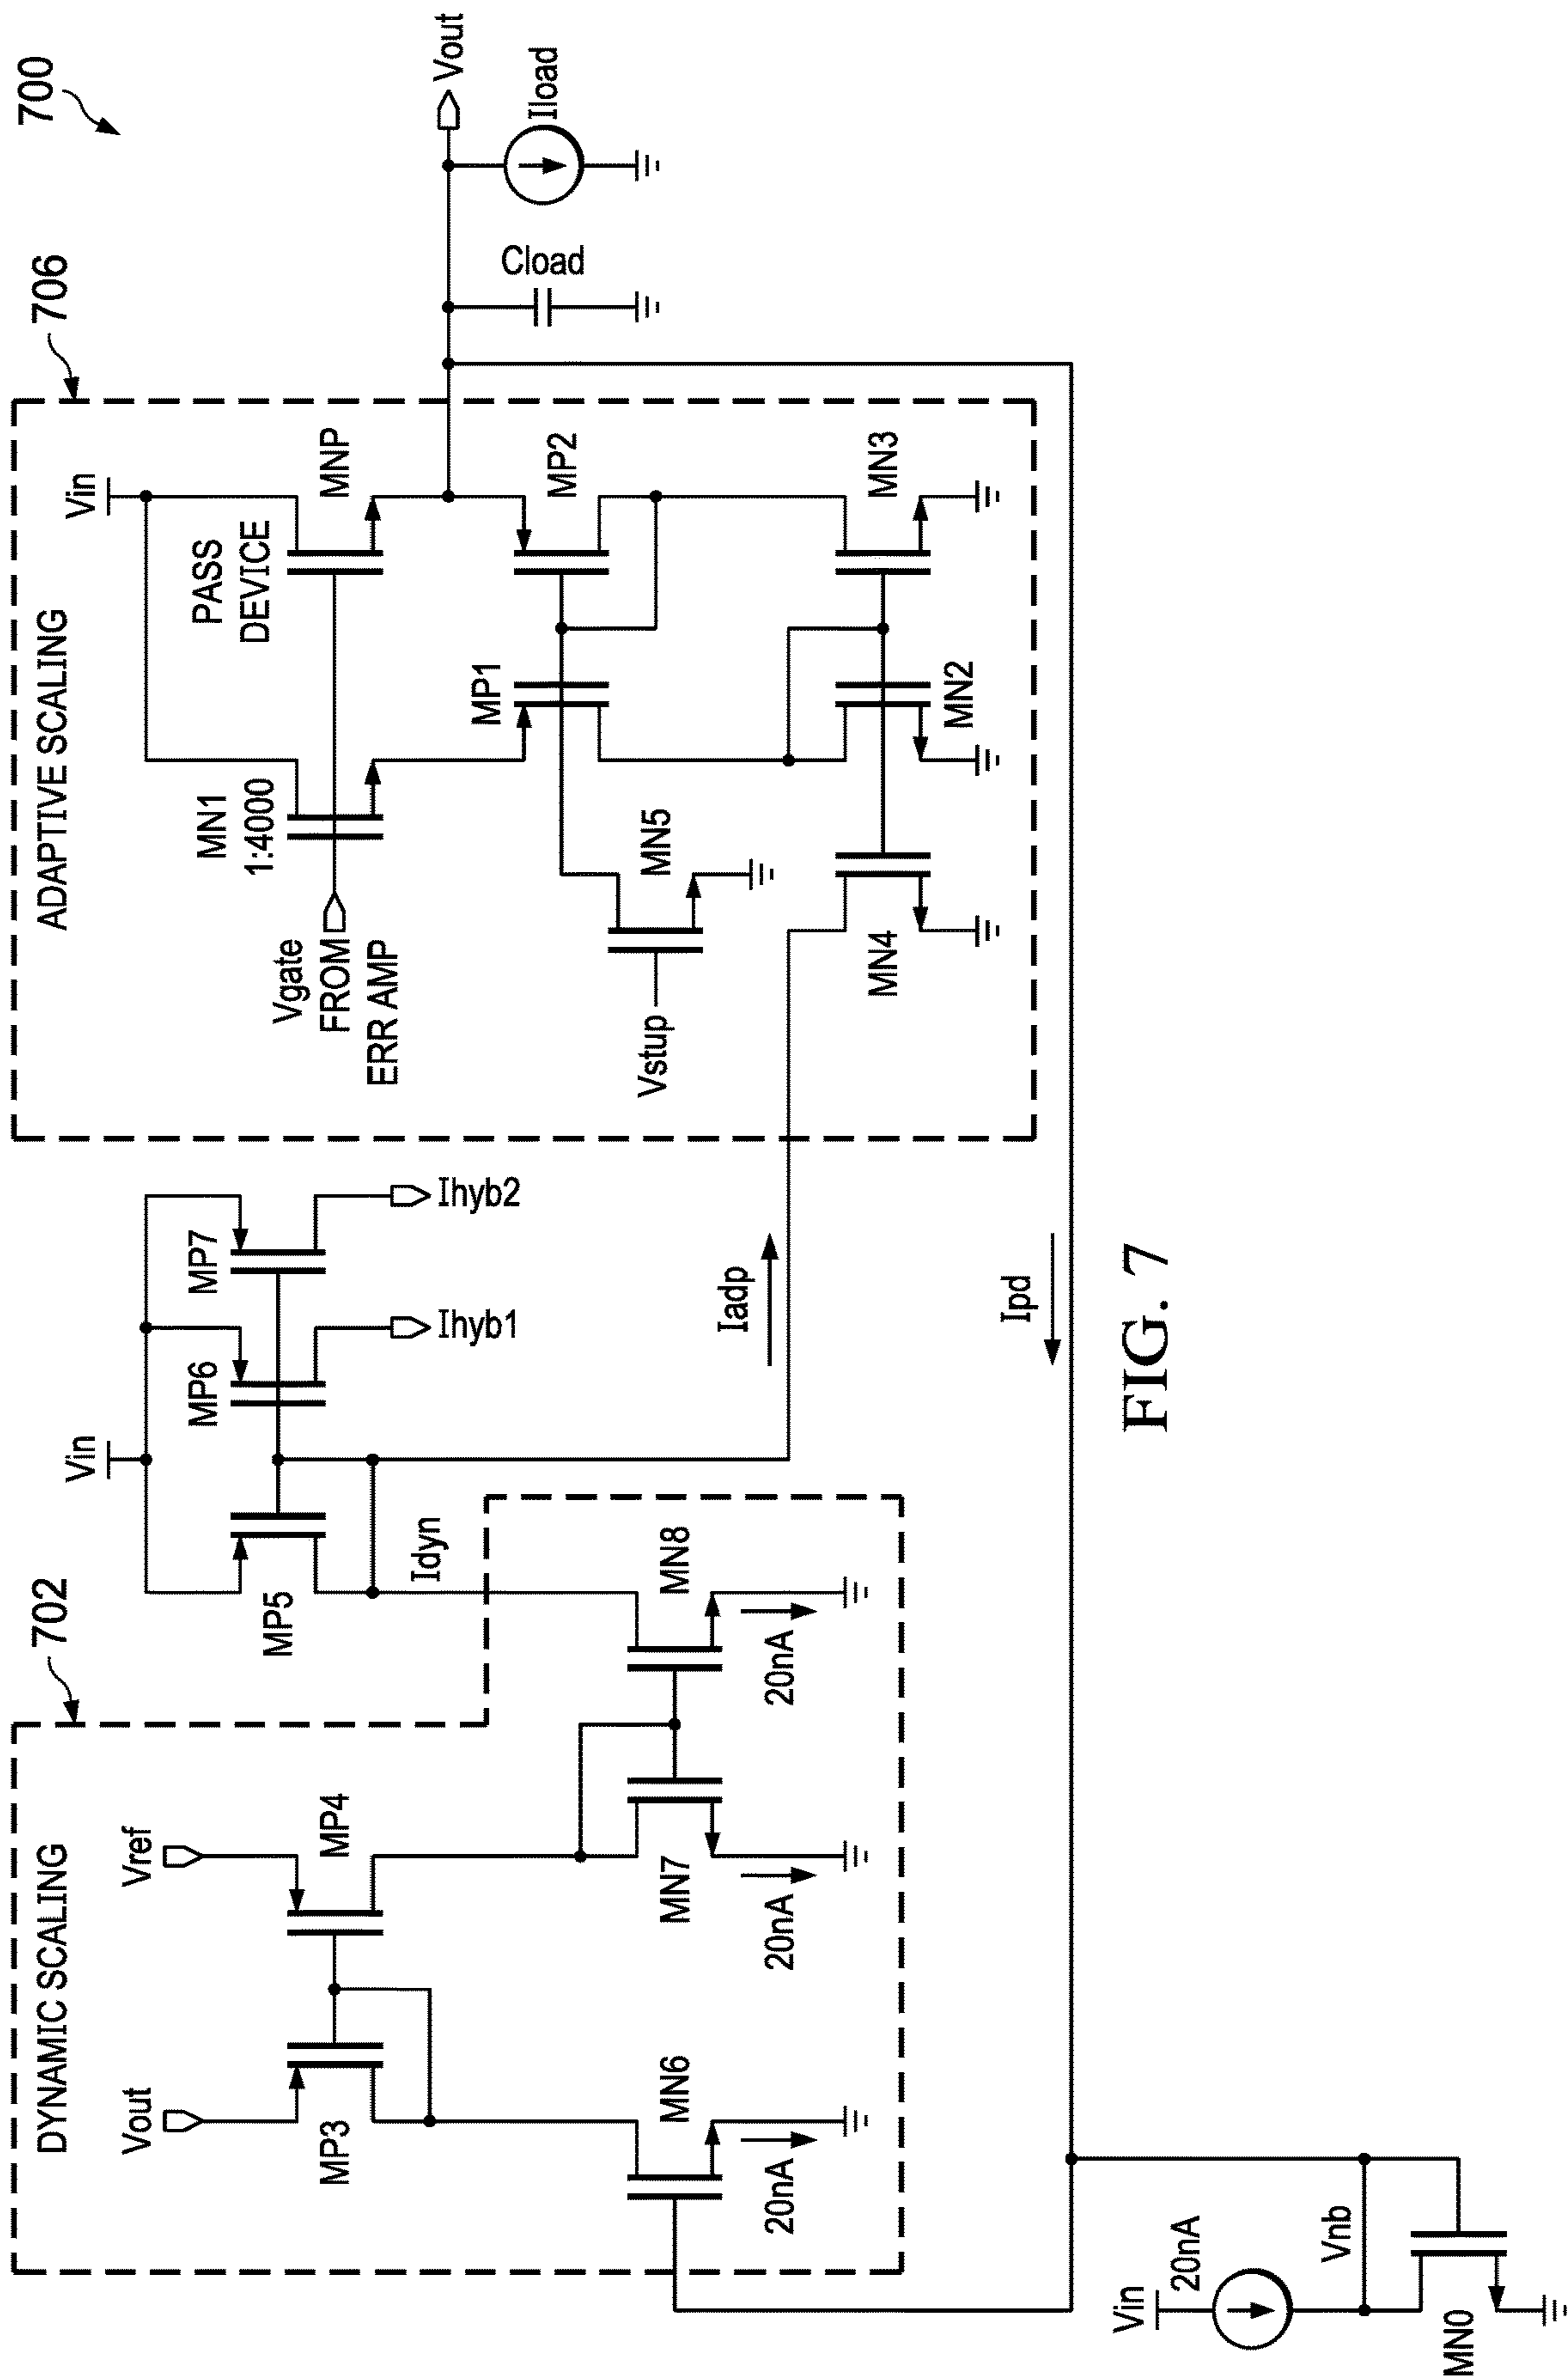 700
706
702
ADAPTIVE SCALING
DYNAMIC SCALING
Vin
Vin
Vout
Iload
Cload
PASS
DEVICE
MNP
MN1
1:4000
Vgate
FROM
ERR AMP
MP1
MP2
MN5
Vstup
MN2
MN3
MN4
MP5
MP6
MP7
Ihyb1
Ihyb2
Idyn
Iadp
Ipd
Vout
Vref
MP3
MP4
MN6
MN7
MN8
20nA
20nA
20nA
Vin
20nA
Vnb
MN0
FIG. 7